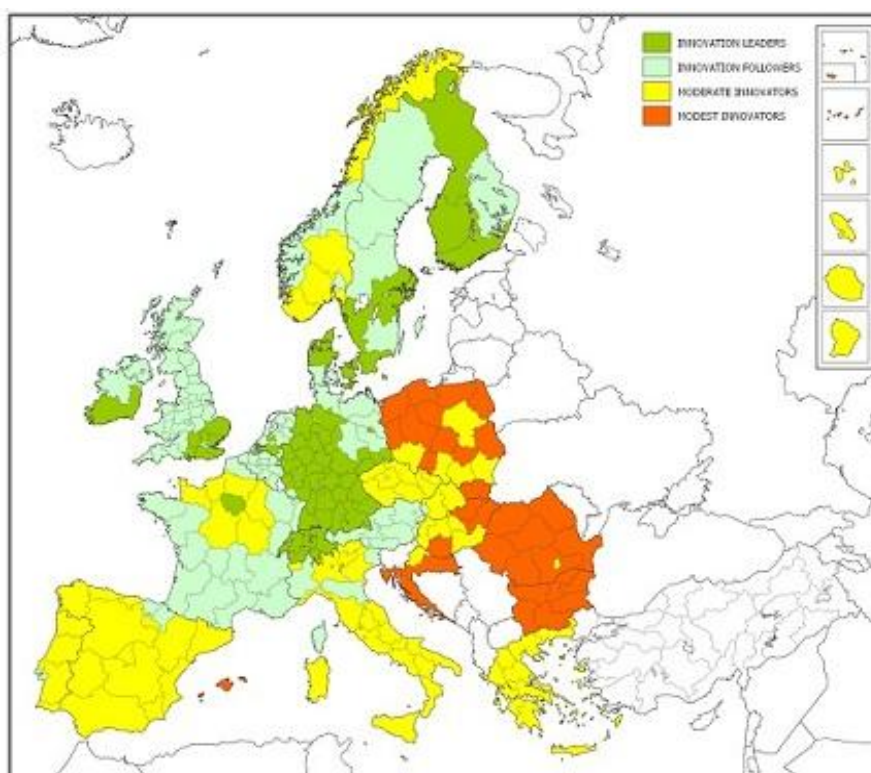 INNOVATION LEADERS
INNOVATION FOLLOWERS
MODERATE INNOVATORS
MODEST INNOVATORS